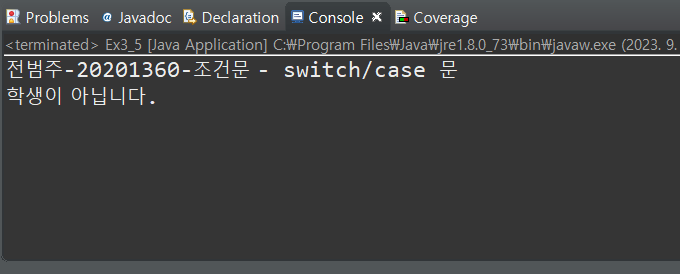 Problems @ Javadoc Declaration Console Coverage
<terminated> Ex3_5 [Java Application] C:₩Program Files₩Java₩jre1.8.0_73₩bin₩javaw.exe (2023. 9.
전범주-20201360-조건문 - switch/case 문
학생이 아닙니다.